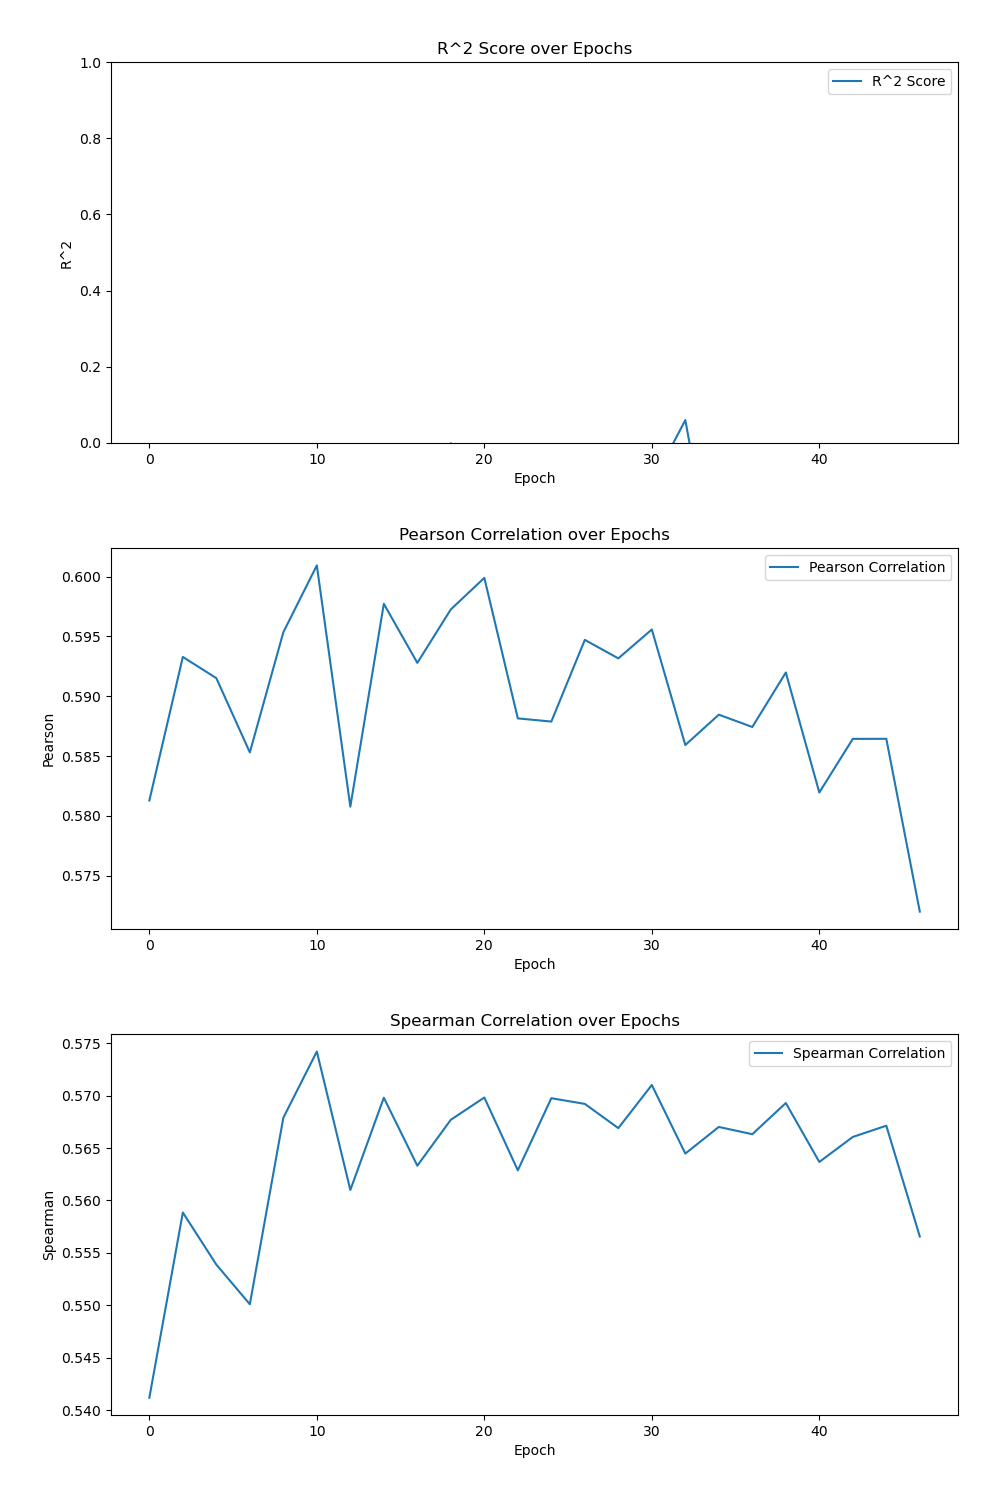 R^2 Score over Epochs
R^2 Score
1.0
0.8
0.6
0.4
0.2
0.0
R^2
0 10 20 30 40
Epoch
Pearson Correlation over Epochs
Pearson Correlation
0.600
0.595
0.590
0.585
0.580
0.575
Pearson
0 10 20 30 40
Epoch
Spearman Correlation over Epochs
Spearman Correlation
0.575
0.570
0.565
0.560
0.555
0.550
0.545
0.540
Spearman
0 10 20 30 40
Epoch